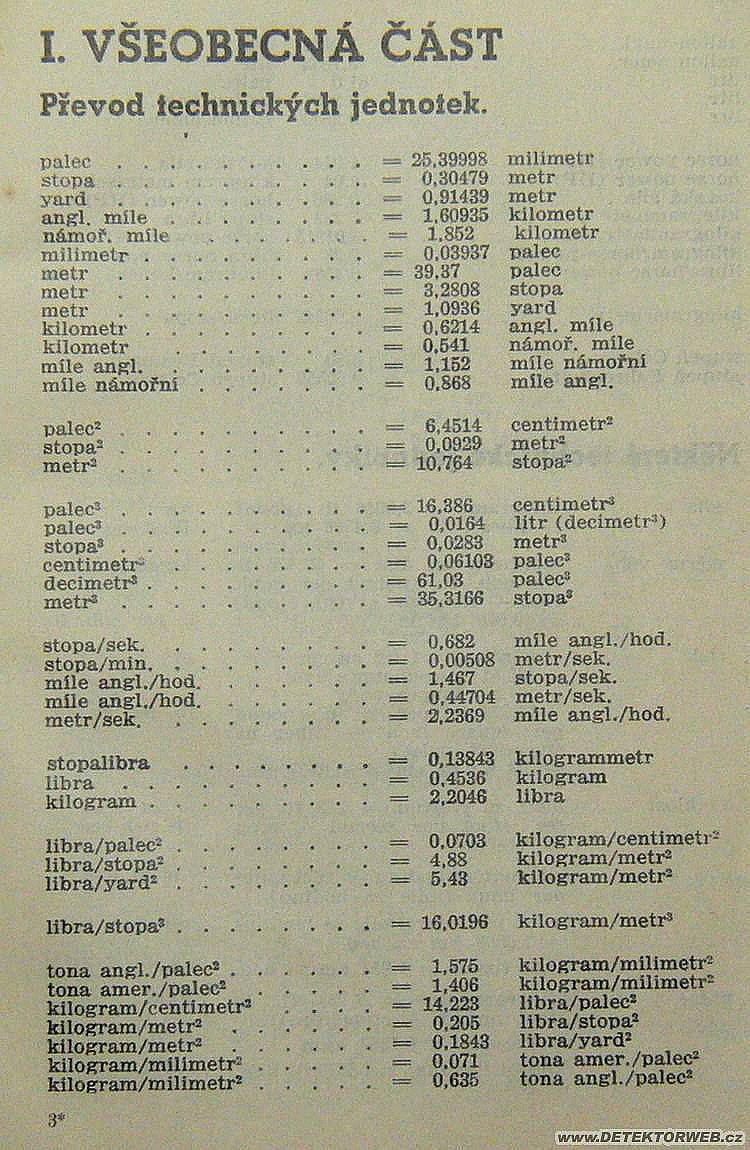 I. VŠEOBECNÁ ČÁST
Převod technických jednotek.
palec . . . . . . . . . . = 25,39998 milimetr
stopa . . . . . . . . . . = 0,30479 metr
yard . . . . . . . . . . = 0,91439 metr
angl. míle . . . . . . . . = 1,60935 kilometr
námoř. míle . . . . . . . = 1,852 kilometr
milimetr . . . . . . . . . = 0,03937 palec
metr . . . . . . . . . . = 39,37 palec
metr . . . . . . . . . . = 3,2808 stopa
metr . . . . . . . . . . = 1,0936 yard
kilometr . . . . . . . . . = 0,6214 angl. míle
kilometr . . . . . . . . = 0,541 námoř. míle
míle angl. . . . . . . . . = 1,152 míle námořní
míle námořní . . . . . . . = 0,868 míle angl.
palec² . . . . . . . . . . = 6,4514 centimetr²
stopa² . . . . . . . . . . = 0,0929 metr²
metr² . . . . . . . . . . = 10,764 stopa²
palec³ . . . . . . . . . . = 16,386 centimetr³
palec³ . . . . . . . . . . = 0,0164 litr (decimetr³)
stopa³ . . . . . . . . . . = 0,0283 metr³
centimetr³ . . . . . . . . = 0,06103 palec³
decimetr³ . . . . . . . . . = 61,03 palec³
metr³ . . . . . . . . . . = 35,3166 stopa³
stopa/sek. . . . . . . . . = 0,682 míle angl./hod.
stopa/min. . . . . . . . . = 0,00508 metr/sek.
míle angl./hod. . . . . . . = 1,467 stopa/sek.
míle angl./hod. . . . . . . = 0,44704 metr/sek.
metr/sek. . . . . . . . . = 2,2369 míle angl./hod.
stopalibra . . . . . . . . = 0,13843 kilogrammetr
libra . . . . . . . . . . = 0,4536 kilogram
kilogram . . . . . . . . . = 2,2046 libra
libra/palec² . . . . . . . . = 0,0703 kilogram/centimetr²
libra/stopa² . . . . . . . . = 4,88 kilogram/metr²
libra/yard² . . . . . . . . = 5,43 kilogram/metr²
libra/stopa³ . . . . . . . . = 16,0196 kilogram/metr³
tona angl./palec² . . . . . . = 1,575 kilogram/milimetr²
tona amer./palec² . . . . . = 1,406 kilogram/milimetr²
kilogram/centimetr² . . . . . = 14,223 libra/palec²
kilogram/metr² . . . . . . = 0,205 libra/stopa²
kilogram/metr² . . . . . . = 0,1843 libra/yard²
kilogram/milimetr² . . . . . = 0,071 tona amer./palec²
kilogram/milimetr² . . . . . = 0,635 tona angl./palec²
3*
www.DETEKTORWEB.cz